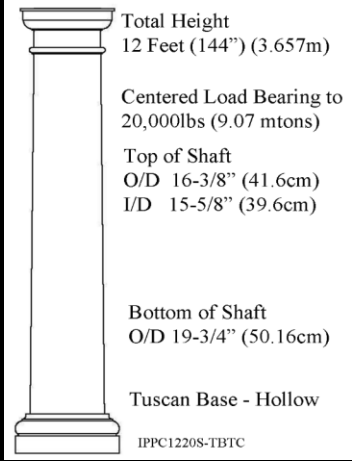 Total Height
12 Feet (144”) (3.657m)
Centered Load Bearing to
20,000lbs (9.07 mtons)
Top of Shaft
O/D 16-3/8” (41.6cm)
I/D 15-5/8” (39.6cm)
Bottom of Shaft
O/D 19-3/4” (50.16cm)
Tuscan Base - Hollow
IPPC1220S-TBTC